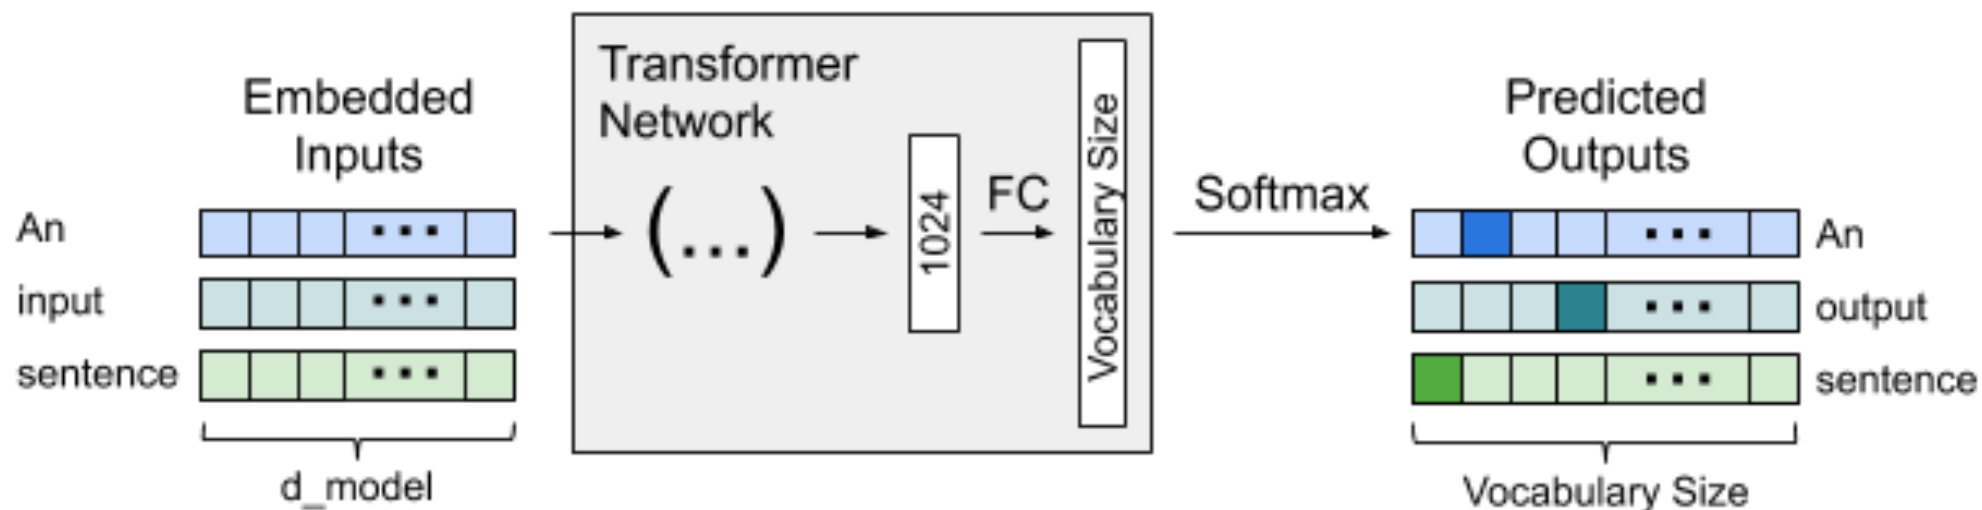 Embedded
Inputs
An
input
sentence
d_model
Transformer
Network
(...)
1024
FC
Vocabulary Size
Softmax
Predicted
Outputs
An
output
sentence
Vocabulary Size